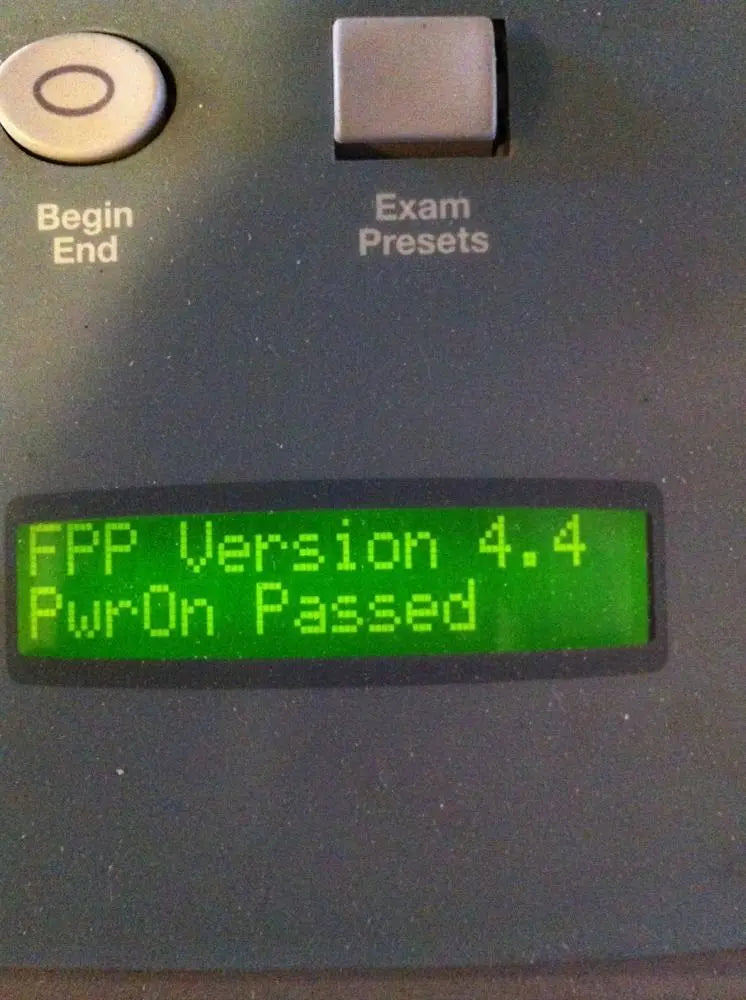 Begin
End
Exam
Presets
FPP Version 4.4
PwrOn Passed